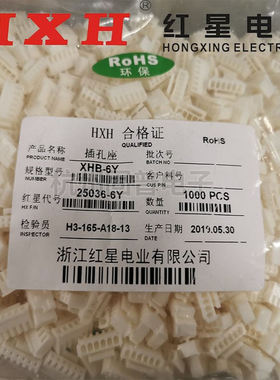 HXH 红星电
HONGXING ELECTR
RoHS
环保
HXH 合格证
QUALIFIED
RoHS
产品名称 插孔座 批次号
PRODUCT NAME BATCH NO
规格型号 XHB-6Y 客户料号
NUMBER CUS P/N
红星代号 25036-6Y 数量 1000 PCS
HX P/N QUANTITY
检验员 H3-165-A18-13 生产日期 2019.05.30
INSPECTOR
浙江红星电业有限公司